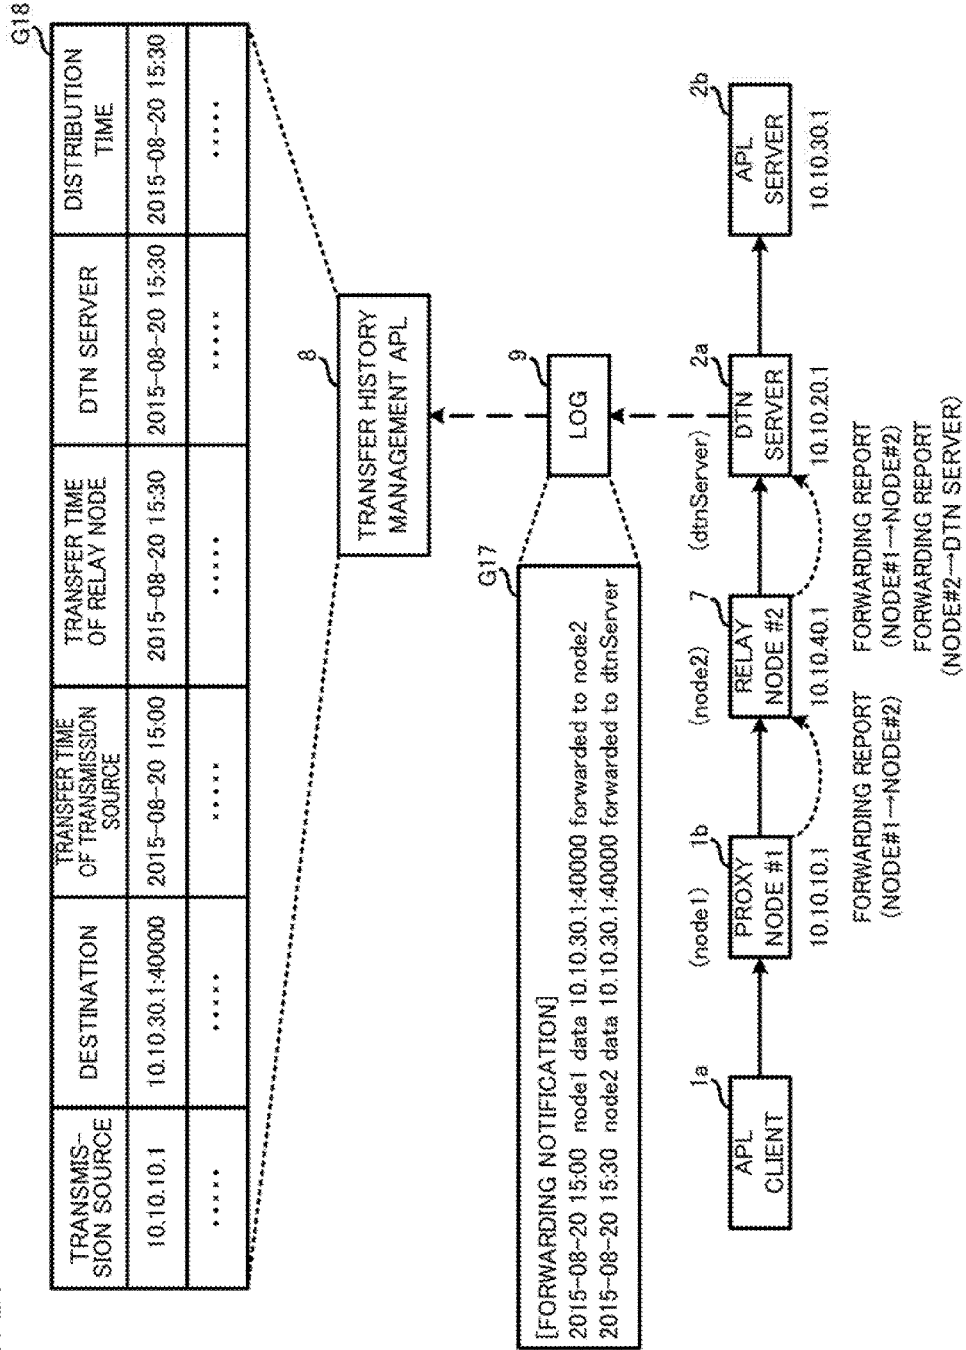 G18
TRANSMIS-
SION SOURCE
DESTINATION
TRANSFER TIME
OF TRANSMISSION
SOURCE
TRANSFER TIME
OF RELAY NODE
DTN SERVER
DISTRIBUTION
TIME
10.10.10.1
10.10.30.1:40000
2015-08-20 15:00
2015-08-20 15:30
2015-08-20 15:30
2015-08-20 15:30
8
TRANSFER HISTORY
MANAGEMENT APL
G17
[FORWARDING NOTIFICATION]
2015-08-20 15:00 node1 data 10.10.30.1:40000 forwarded to node2
2015-08-20 15:30 node2 data 10.10.30.1:40000 forwarded to dtnServer
9
LOG
1a
APL
CLIENT
(node1)
1b
PROXY
NODE #1
10.10.10.1
(node2)
7
RELAY
NODE #2
10.10.40.1
(dtnServer)
2a
DTN
SERVER
10.10.20.1
2b
APL
SERVER
10.10.30.1
FORWARDING REPORT
(NODE#1→NODE#2)
FORWARDING REPORT
(NODE#1→NODE#2)
FORWARDING REPORT
(NODE#2→DTN SERVER)